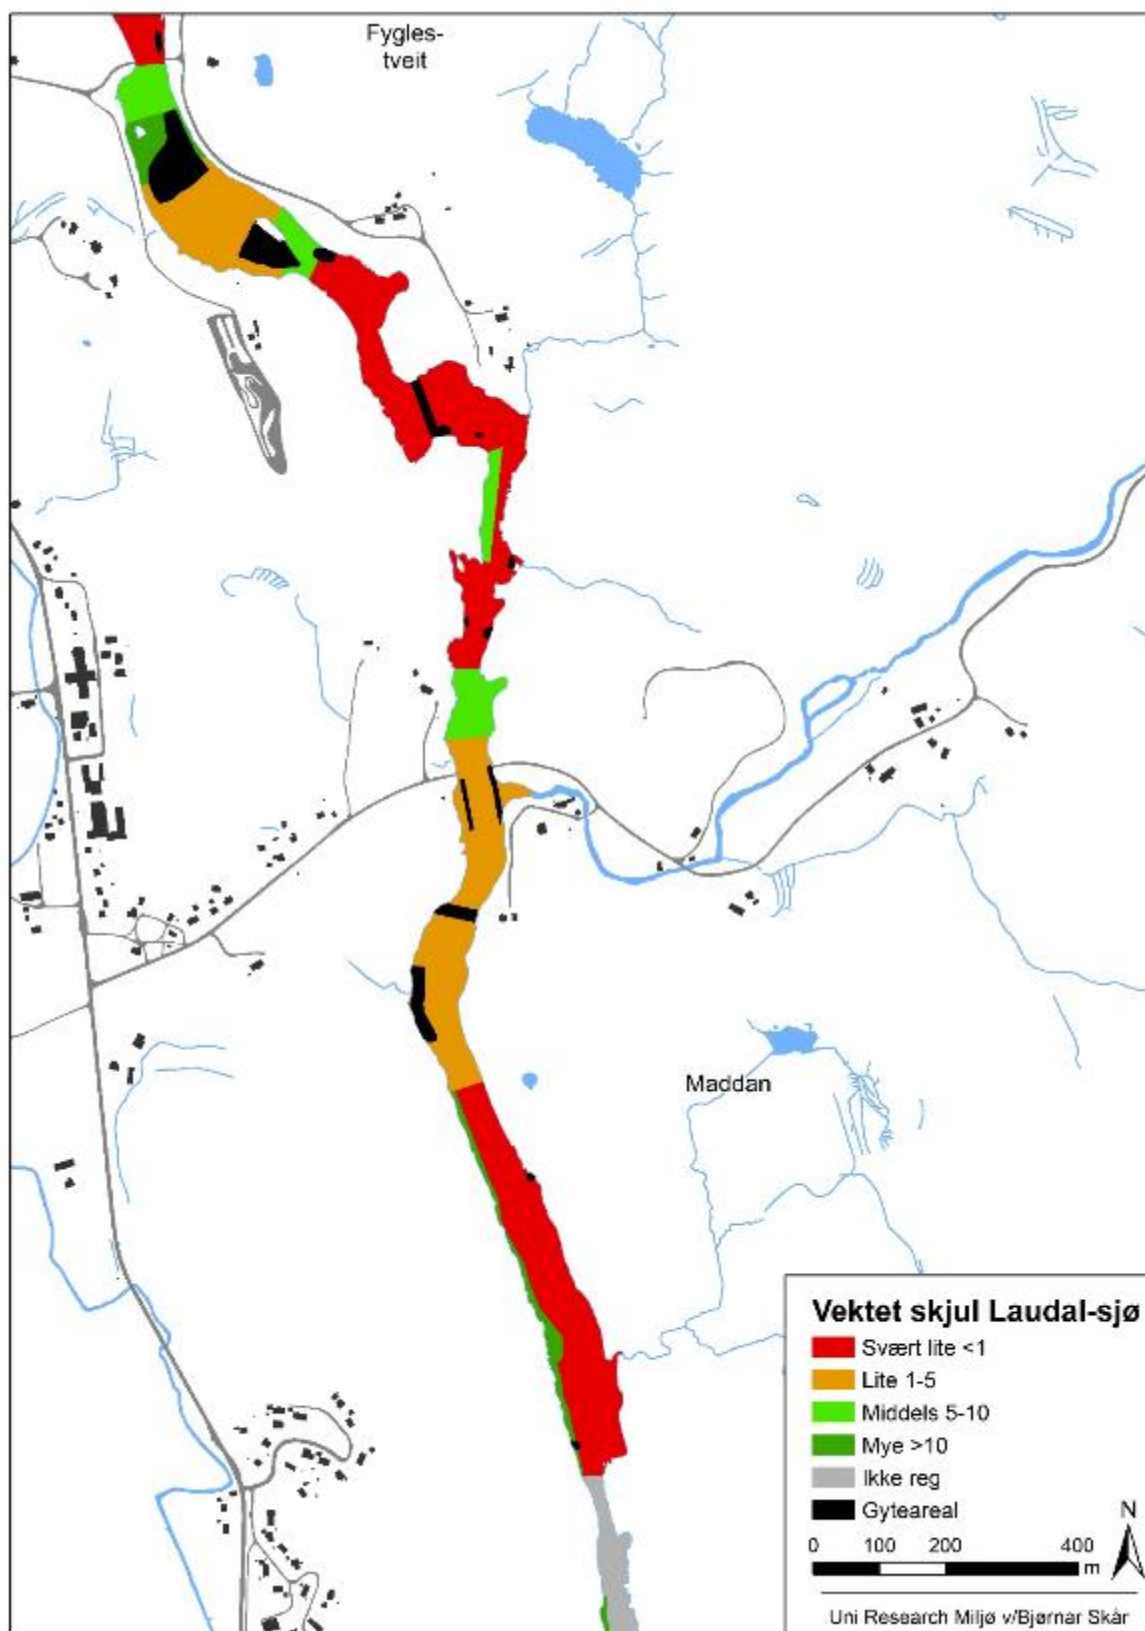 Fygles-
tveit
Maddan
Vektet skjul Laudal-sjø
Svært lite <1
Lite 1-5
Middels 5-10
Mye >10
Ikke reg
Gyteareal
N
0 100 200 400
m
Uni Research Miljø v/Bjørnar Skår